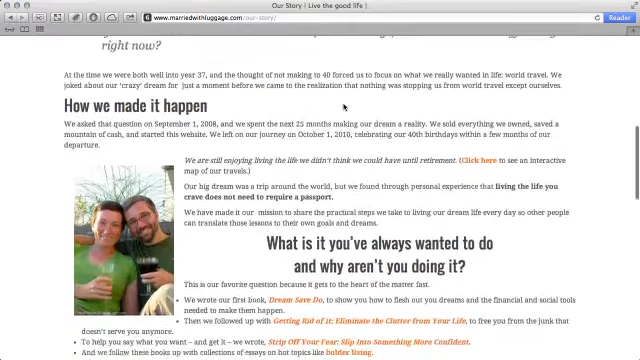 Our Story | Live the good life |
www.marriedwithluggage.com/our-story/
Reader
right now?
At the time we were both well into year 37, and the thought of not making to 40 forced us to focus on what we really wanted in life: world travel. We
joked about our 'crazy' dream for just a moment before we came to the realization that nothing was stopping us from world travel except ourselves.
How we made it happen
We asked that question on September 1, 2008, and we spent the next 25 months making our dream a reality. We sold everything we owned, saved a
mountain of cash, and started this website. We left on our journey on October 1, 2010, celebrating our 40th birthdays within a few months of our
departure.
We are still enjoying living the life we didn't think we could have until retirement. (Click here to see an interactive
map of our travels.)
Our big dream was a trip around the world, but we found through personal experience that living the life you
crave does not need to require a passport.
We have made it our mission to share the practical steps we take to living our dream life every day so other people
can translate those lessons to their own goals and dreams.
What is it you've always wanted to do
and why aren't you doing it?
This is our favorite question because it gets to the heart of the matter fast.
• We wrote our first book, Dream Save Do, to show you how to flesh out you dreams and the financial and social tools
needed to make them happen.
• Then we followed up with Getting Rid of It: Eliminate the Clutter from Your Life, to free you from the junk that
doesn't serve you anymore.
• To help you say what you want – and get it – we wrote, Strip Off Your Fear: Slip Into Something More Confident.
• And we follow these books up with collections of essays on hot topics like bolder living.